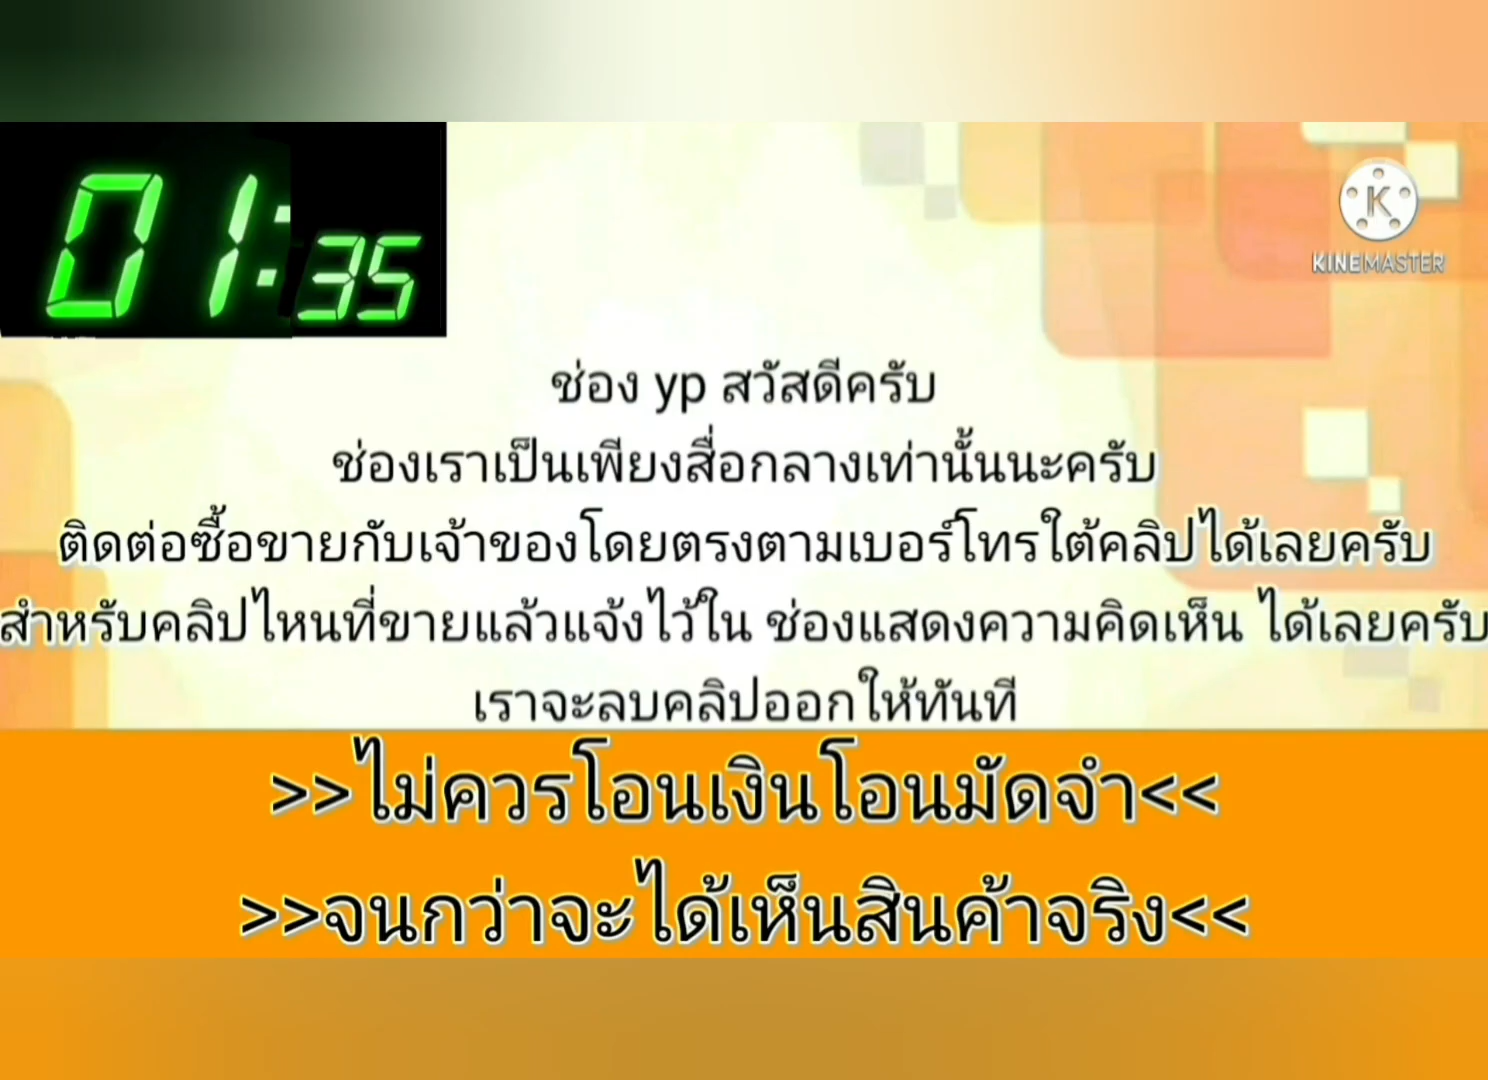 01:35
KINEMASTER
ช่อง yp สวัสดีครับ
ช่องเราเป็นเพียงสื่อกลางเท่านั้นนะครับ
ติดต่อซื้อขายกับเจ้าของโดยตรงตามเบอร์โทรใต้คลิปได้เลยครับ
สำหรับคลิปไหนที่ขายแล้วแจ้งไว้ใน ช่องแสดงความคิดเห็น ได้เลยครับ
เราจะลบคลิปออกให้ทันที
>>ไม่ควรโอนเงินโอนมัดจำ<<
>>จนกว่าจะได้เห็นสินค้าจริง<<